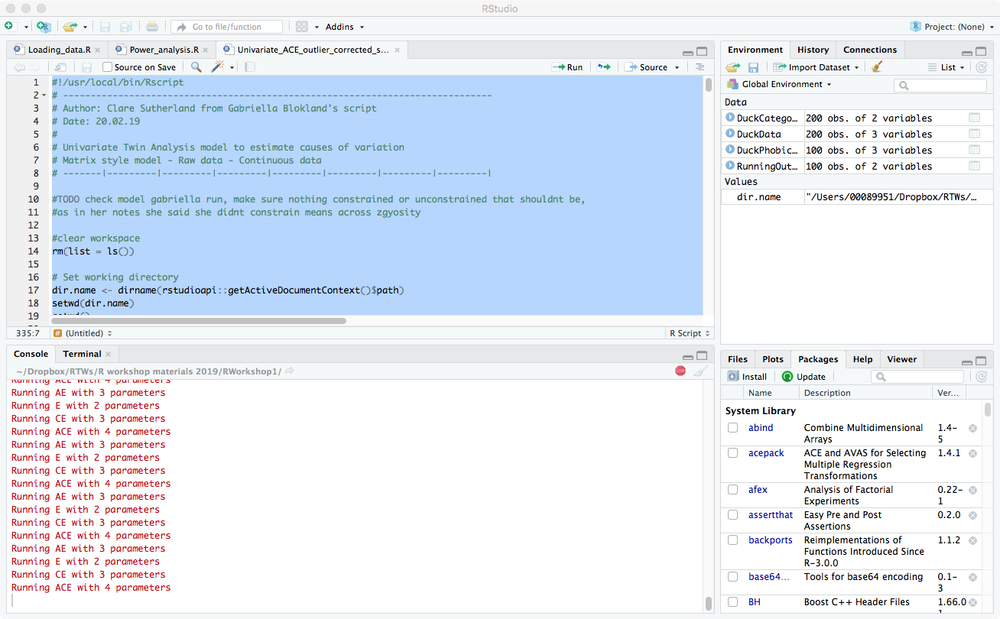 RStudio
Go to file/function
Addins
Project: (None)
Loading_data.R
Power_analysis.R
Univariate_ACE_outlier_corrected_s...
Source on Save
Run
Source
1 #!/usr/local/bin/Rscript
2 # ------------------------------------------------------------------------------
3 # Author: Clare Sutherland from Gabriella Blokland's script
4 # Date: 20.02.19
5 #
6 # Univariate Twin Analysis model to estimate causes of variation
7 # Matrix style model - Raw data - Continuous data
8 # -------|---------|---------|---------|---------|---------|---------|---------|
9
10 #TODO check model gabriella run, make sure nothing constrained or unconstrained that shouldnt be,
11 #as in her notes she said she didnt constrain means across zgyosity
12
13 #clear workspace
14 rm(list = ls())
15
16 # Set working directory
17 dir.name <- dirname(rstudioapi::getActiveDocumentContext()$path)
18 setwd(dir.name)
19 getwd()
335:7
# (Untitled)
R Script
Console
Terminal
~/Dropbox/RTWs/R workshop materials 2019/RWorkshop1/
STOP
Running ACE with 4 parameters
Running AE with 3 parameters
Running E with 2 parameters
Running CE with 3 parameters
Running ACE with 4 parameters
Running AE with 3 parameters
Running E with 2 parameters
Running CE with 3 parameters
Running ACE with 4 parameters
Running AE with 3 parameters
Running E with 2 parameters
Running CE with 3 parameters
Running ACE with 4 parameters
Running AE with 3 parameters
Running E with 2 parameters
Running CE with 3 parameters
Running ACE with 4 parameters
Environment
History
Connections
Import Dataset
List
Global Environment
Data
DuckCatego... 200 obs. of 2 variables
DuckData 200 obs. of 3 variables
DuckPhobic... 100 obs. of 3 variables
RunningOut... 100 obs. of 2 variables
Values
dir.name "/Users/00089951/Dropbox/RTWs/...
Files
Plots
Packages
Help
Viewer
Install
Update
Name
Description
Ver...
System Library
abind Combine Multidimensional 1.4-
Arrays 5
acepack ACE and AVAS for Selecting 1.4.1
Multiple Regression
Transformations
afex Analysis of Factorial 0.22-
Experiments 1
assertthat Easy Pre and Post 0.2.0
Assertions
backports Reimplementations of 1.1.2
Functions Introduced Since
R-3.0.0
base64... Tools for base64 encoding 0.1-
3
BH Boost C++ Header Files 1.66.0